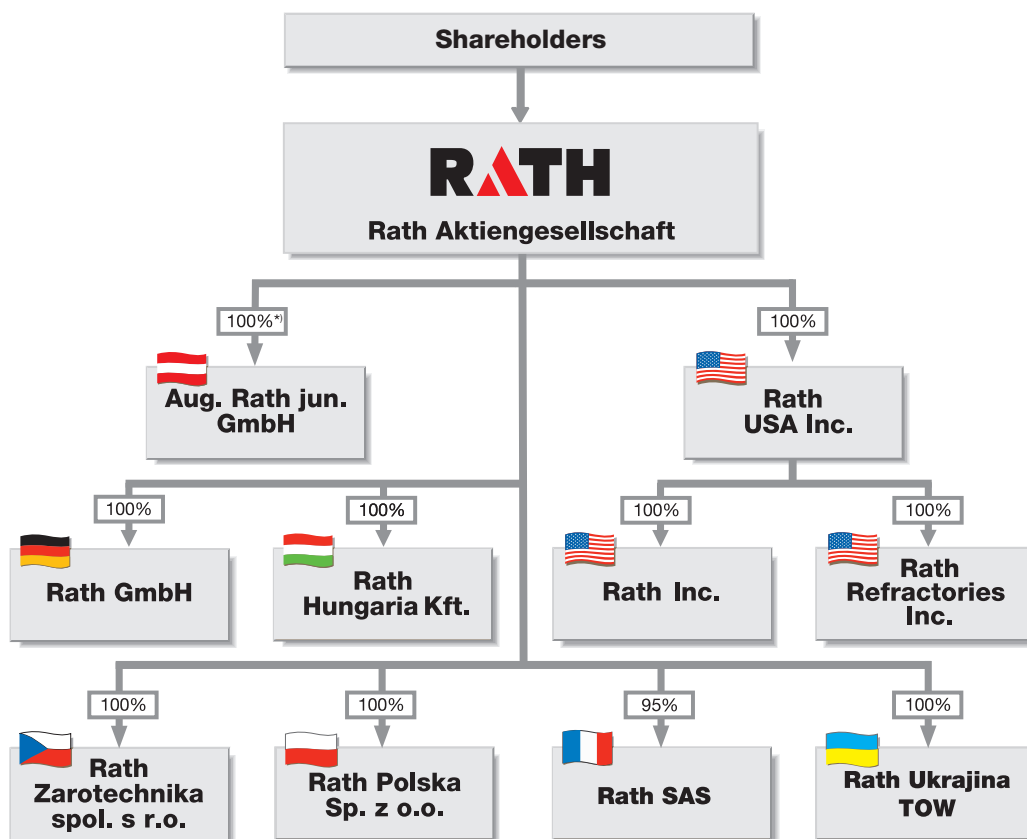 Shareholders
RATH
Rath Aktiengesellschaft
100%*)
100%
Aug. Rath jun.
GmbH
Rath
USA Inc.
100%
100%
100%
100%
Rath GmbH
Rath
Hungaria Kft.
Rath Inc.
Rath
Refractories
Inc.
100%
100%
95%
100%
Rath
Zarotechnika
spol. s r.o.
Rath Polska
Sp. z o.o.
Rath SAS
Rath Ukrajina
TOW